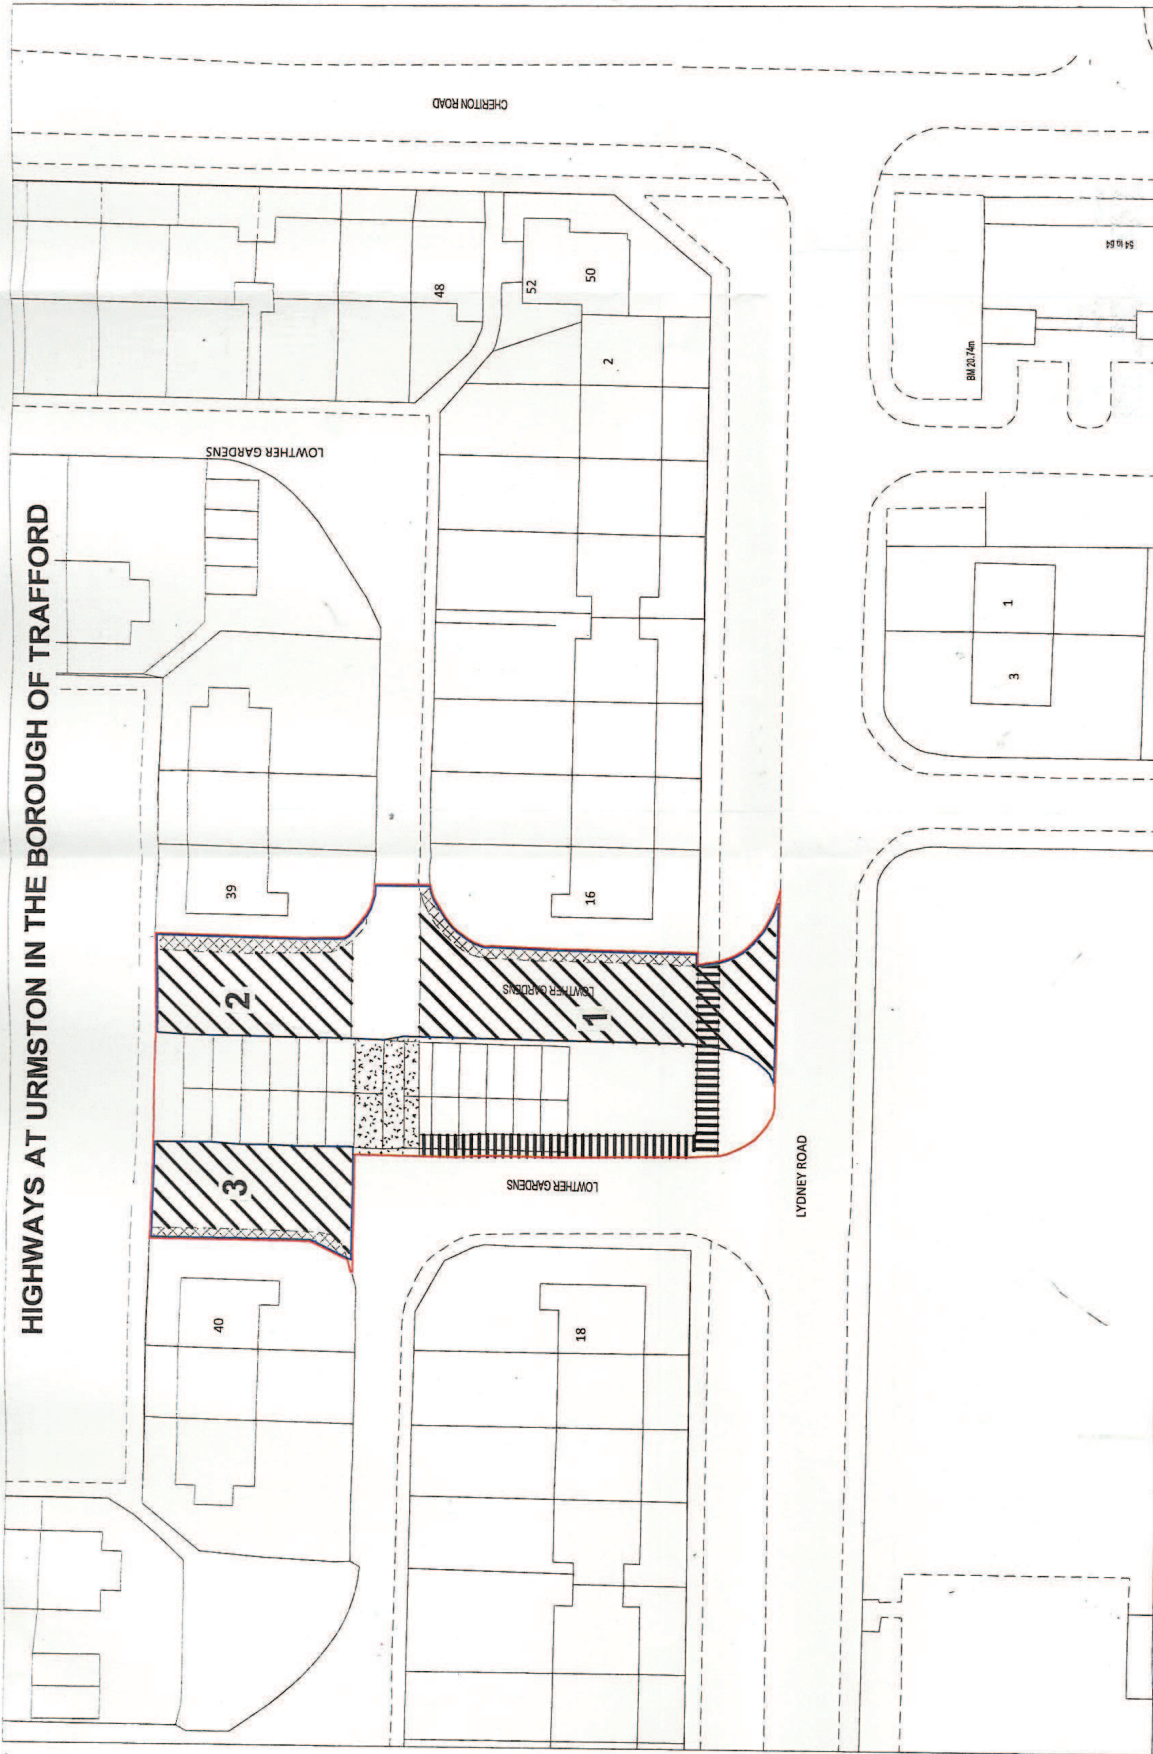 HIGHWAYS AT URMSTON IN THE BOROUGH OF TRAFFORD
CHERITON ROAD
48
52
50
2
54 to 64
BM 20.74m
LOWTHER GARDENS
1
3
39
16
2
LOWTHER GARDENS
1
3
LOWTHER GARDENS
LYDNEY ROAD
40
18